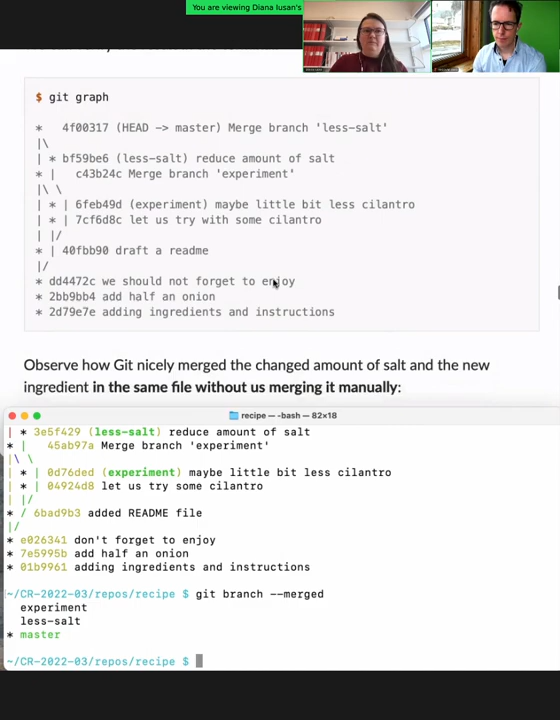 You are viewing Diana Iusan's
$ git graph
*   4f00317 (HEAD -> master) Merge branch 'less-salt'
|\
| * bf59be6 (less-salt) reduce amount of salt
* |   c43b24c Merge branch 'experiment'
|\ \
| * | 6feb49d (experiment) maybe little bit less cilantro
| * | 7cf6d8c let us try with some cilantro
| |/
* | 40fbb90 draft a readme
|/
* dd4472c we should not forget to enjoy
* 2bb9bb4 add half an onion
* 2d79e7e adding ingredients and instructions
Observe how Git nicely merged the changed amount of salt and the new
ingredient in the same file without us merging it manually:
recipe — -bash — 82×18
| * 3e5f429 (less-salt) reduce amount of salt
* |   45ab97a Merge branch 'experiment'
|\ \
| * | 0d76ded (experiment) maybe little bit less cilantro
| * | 04924d8 let us try some cilantro
| |/
* / 6bad9b3 added README file
|/
* e026341 don't forget to enjoy
* 7e5995b add half an onion
* 01b9961 adding ingredients and instructions
~/CR-2022-03/repos/recipe $ git branch --merged
  experiment
  less-salt
* master
~/CR-2022-03/repos/recipe $